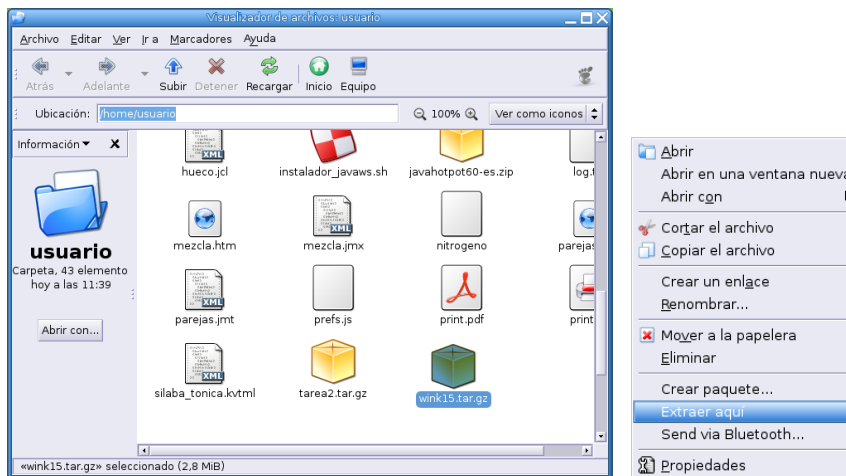 Visualizador de archivos: usuario
Archivo Editar Ver Ir a Marcadores Ayuda
Atrás Adelante Subir Detener Recargar Inicio Equipo
Ubicación: /home/usuario 100% Ver como iconos
Información
usuario
Carpeta, 43 elemento
hoy a las 11:39
Abrir con...
XML
hueco.jcl instalador_javaws.sh javahotpot60-es.zip log.
mezcla.htm mezcla.jmx nitrogeno parejas
XML
parejas.jmt prefs.js print.pdf print
XML
silaba_tonica.kvtml tarea2.tar.gz wink15.tar.gz
XML
«wink15.tar.gz» seleccionado (2,8 MiB)
Abrir
Abrir en una ventana nueva
Abrir con
Cortar el archivo
Copiar el archivo
Crear un enlace
Renombrar...
Mover a la papelera
Eliminar
Crear paquete...
Extraer aquí
Send via Bluetooth...
Propiedades